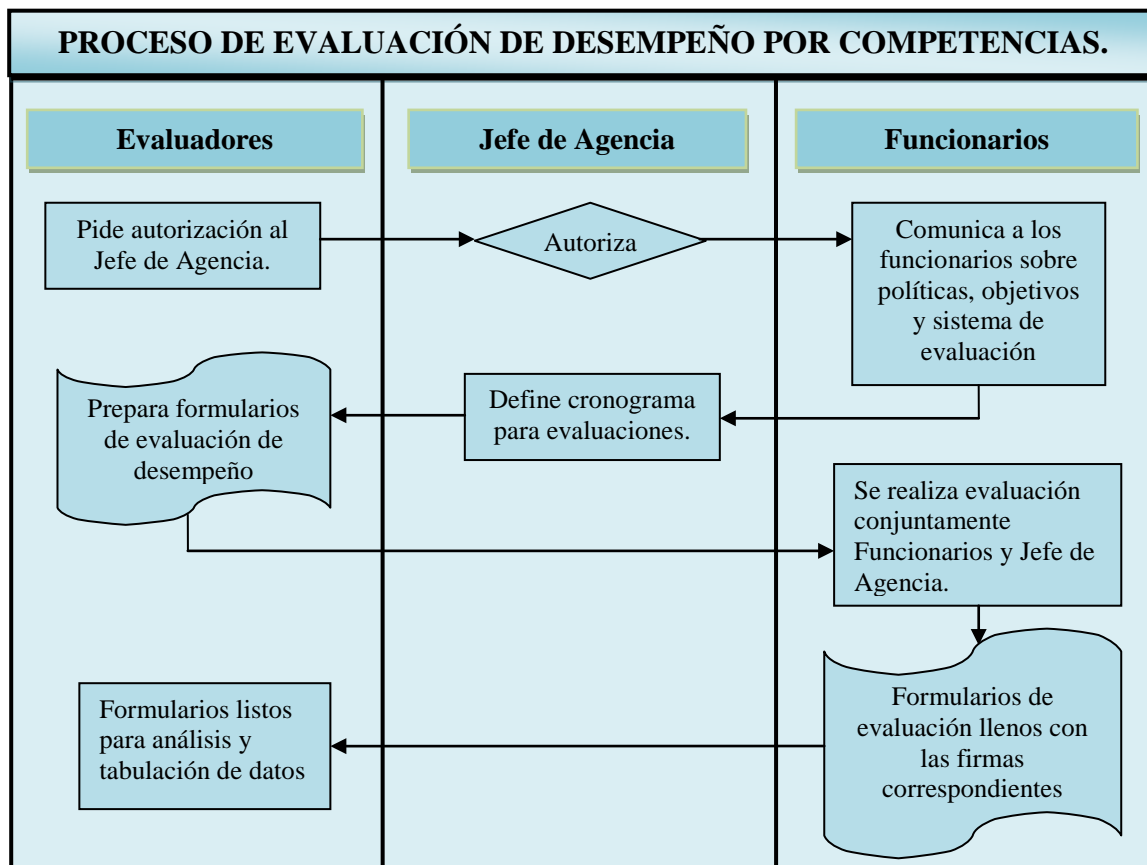 PROCESO DE EVALUACIÓN DE DESEMPEÑO POR COMPETENCIAS.
Evaluadores
Jefe de Agencia
Funcionarios
Pide autorización al
Jefe de Agencia.
Autoriza
Comunica a los
funcionarios sobre
políticas, objetivos
y sistema de
evaluación
Define cronograma
para evaluaciones.
Prepara formularios
de evaluación de
desempeño
Se realiza evaluación
conjuntamente
Funcionarios y Jefe de
Agencia.
Formularios de
evaluación llenos con
las firmas
correspondientes
Formularios listos
para análisis y
tabulación de datos